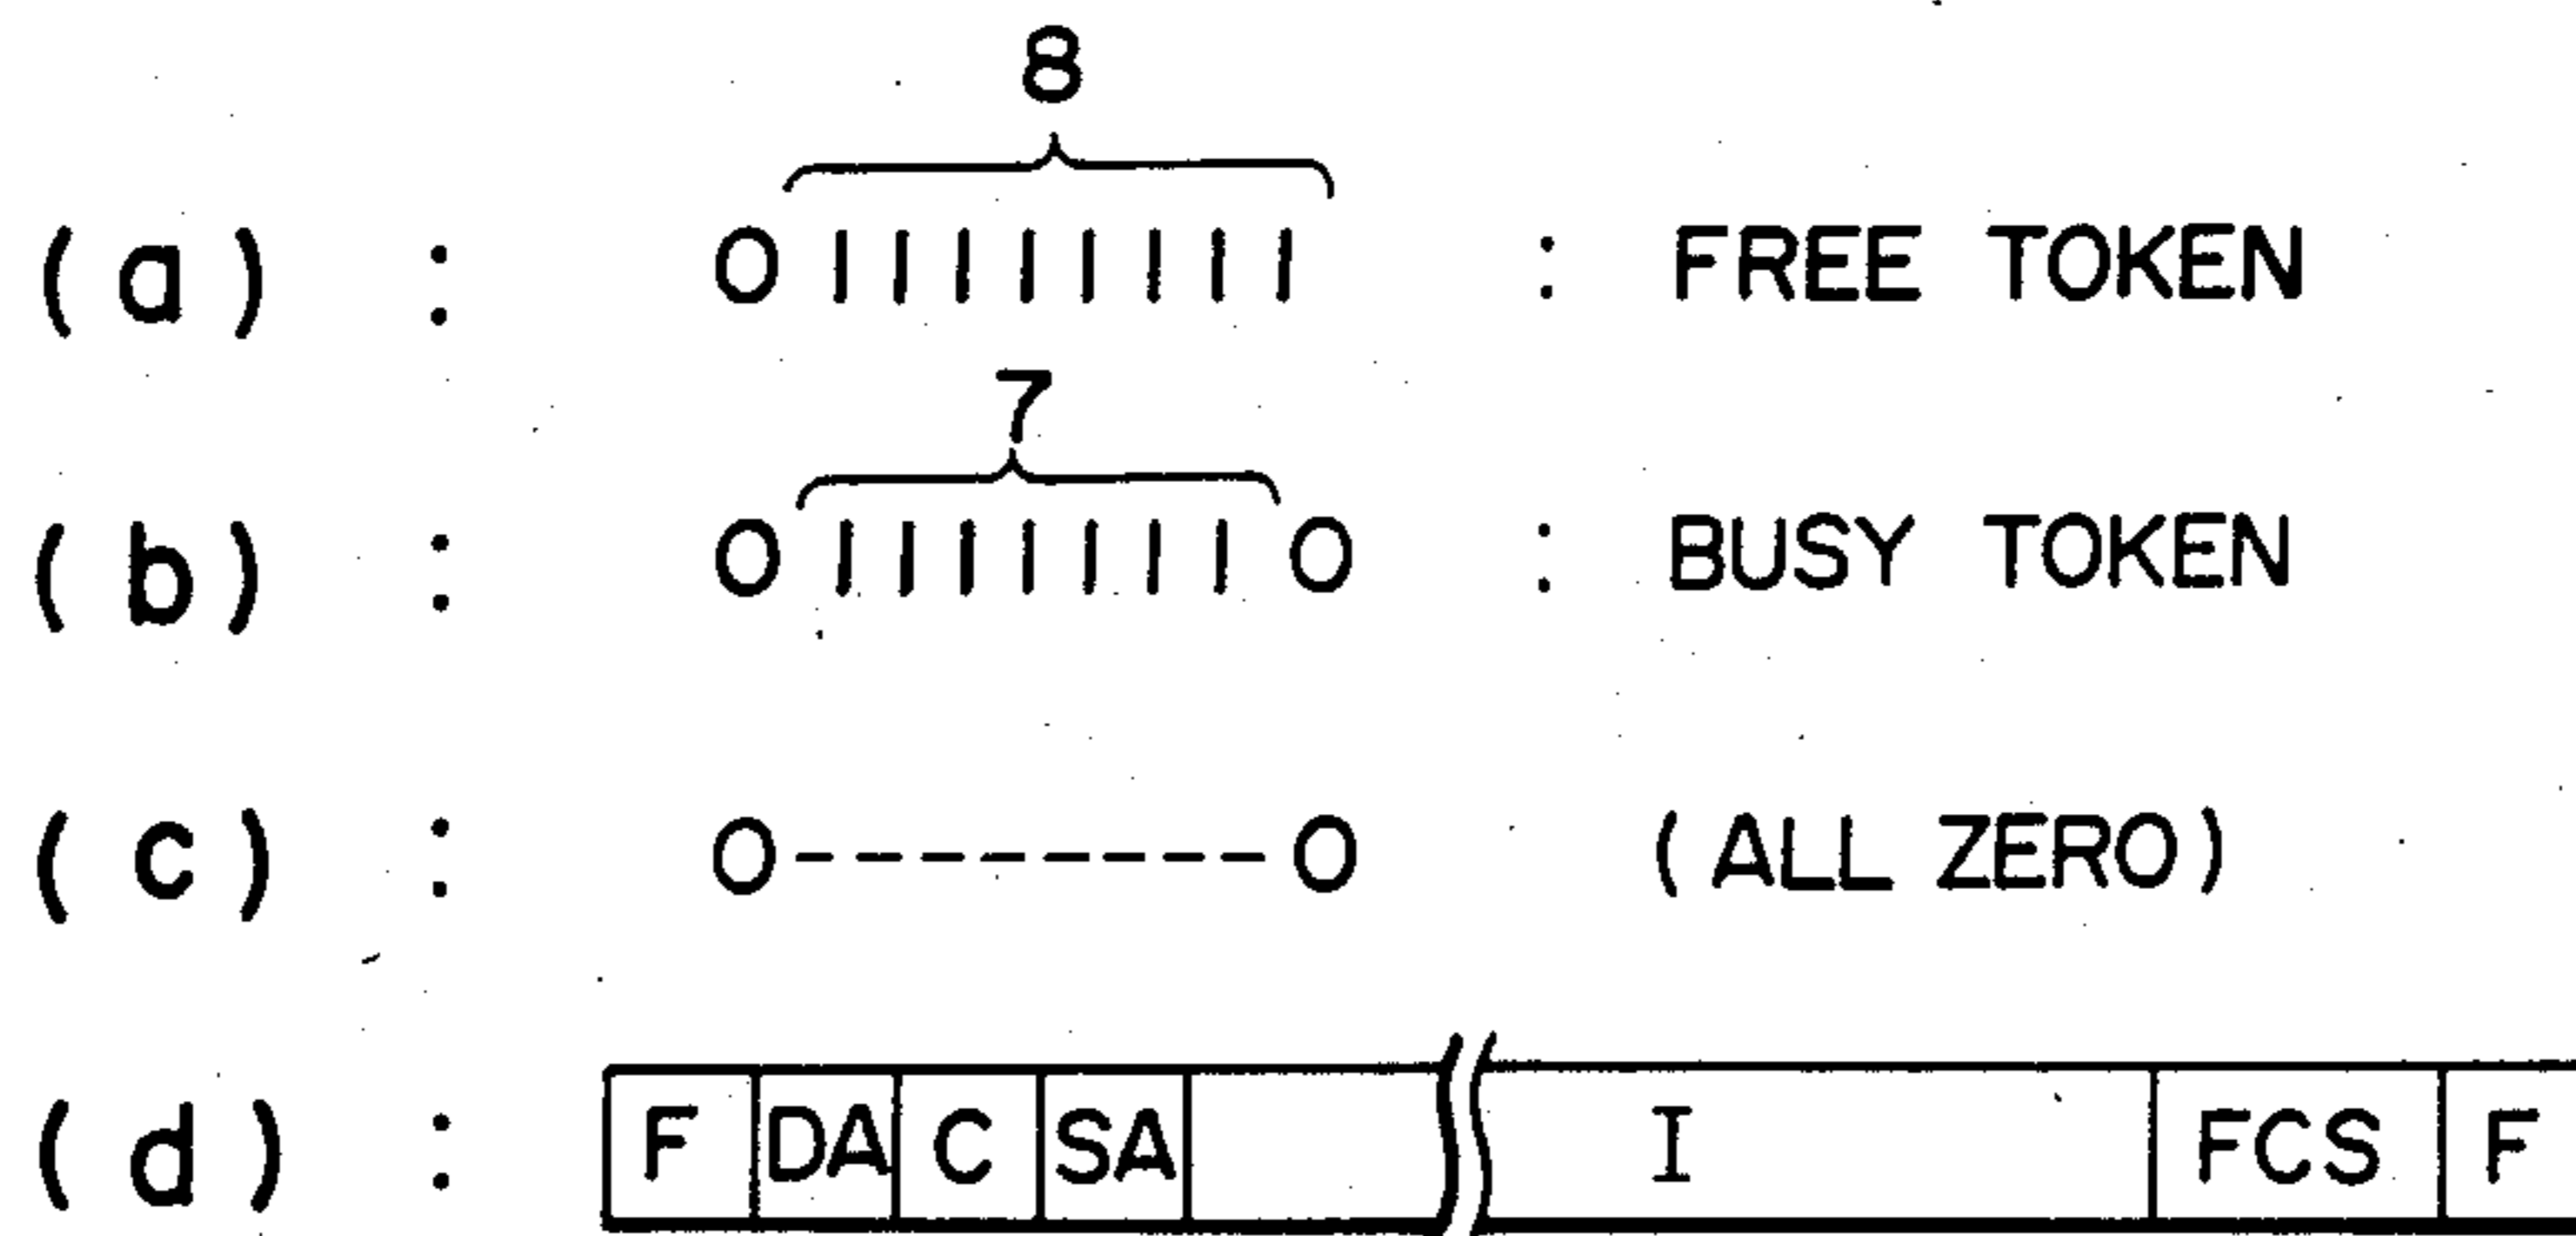 8
(a) : 011111111 : FREE TOKEN
7
(b) : 011111110 : BUSY TOKEN
(c) : 0--------0 (ALL ZERO)
(d) : F DA C SA I FCS F